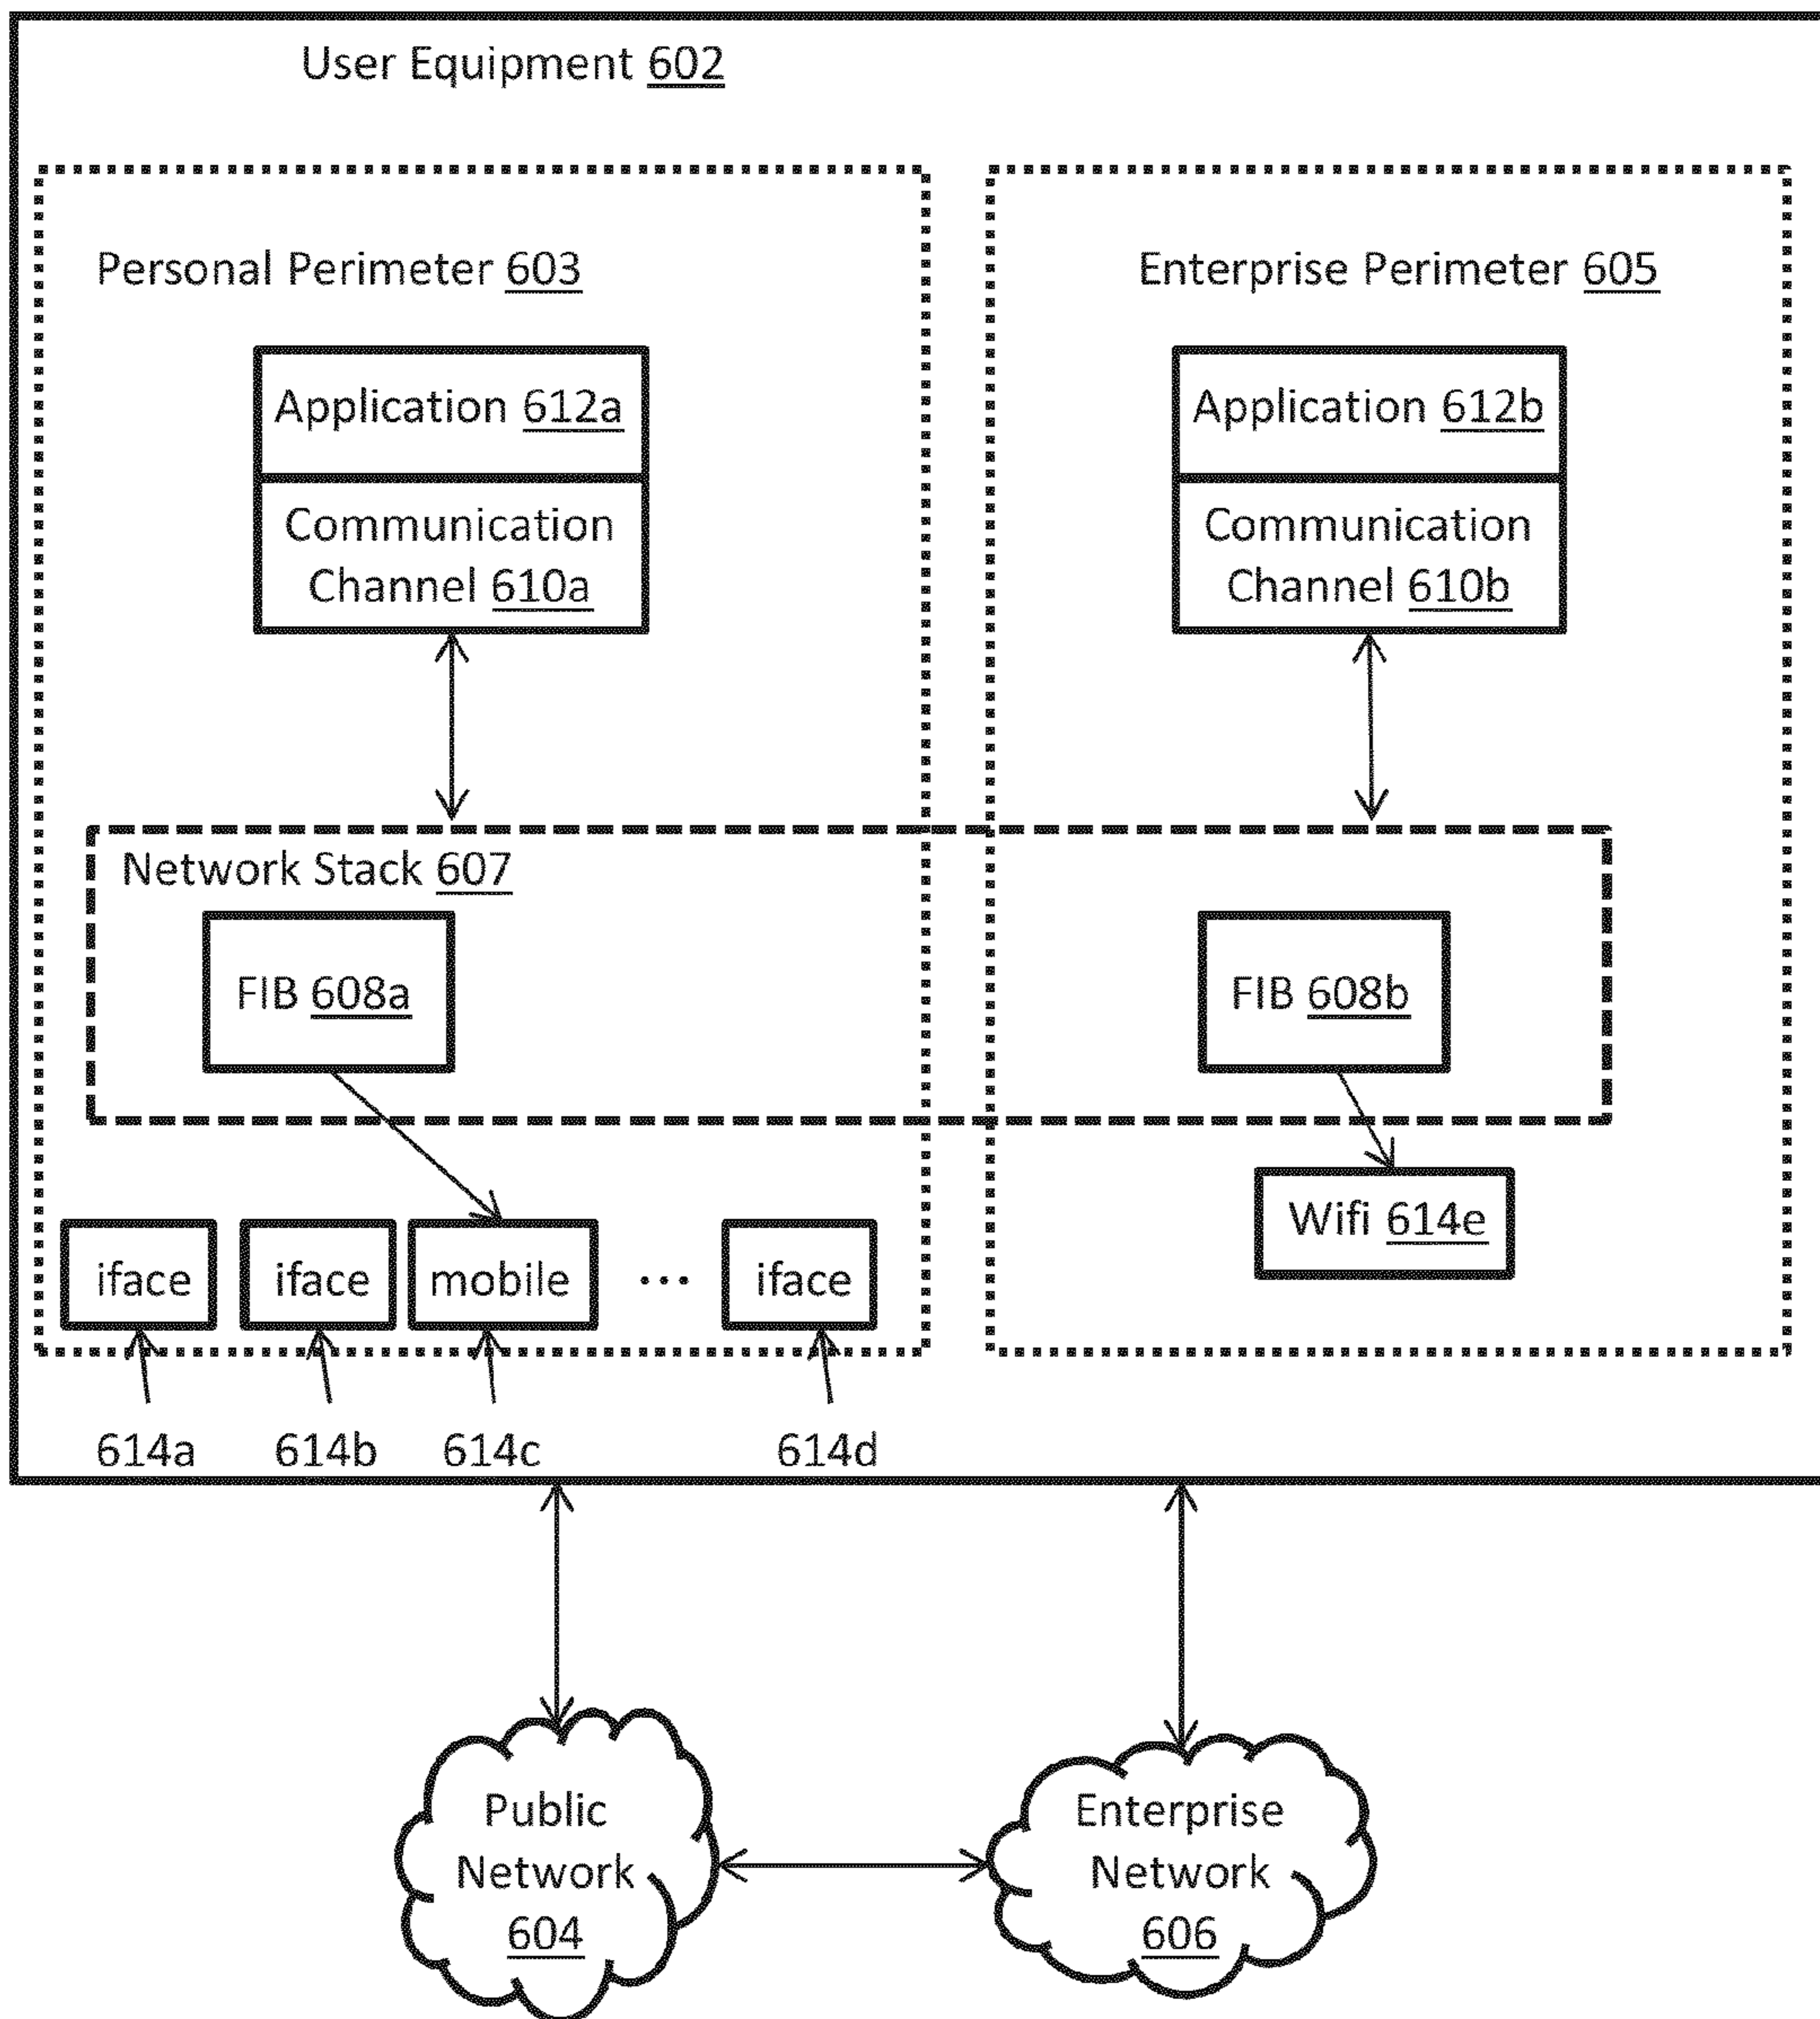 User Equipment 602
Personal Perimeter 603
Enterprise Perimeter 605
Application 612a
Communication
Channel 610a
Application 612b
Communication
Channel 610b
Network Stack 607
FIB 608a
FIB 608b
Wifi 614e
iface
iface
mobile
...
iface
614a
614b
614c
614d
Public
Network
604
Enterprise
Network
606